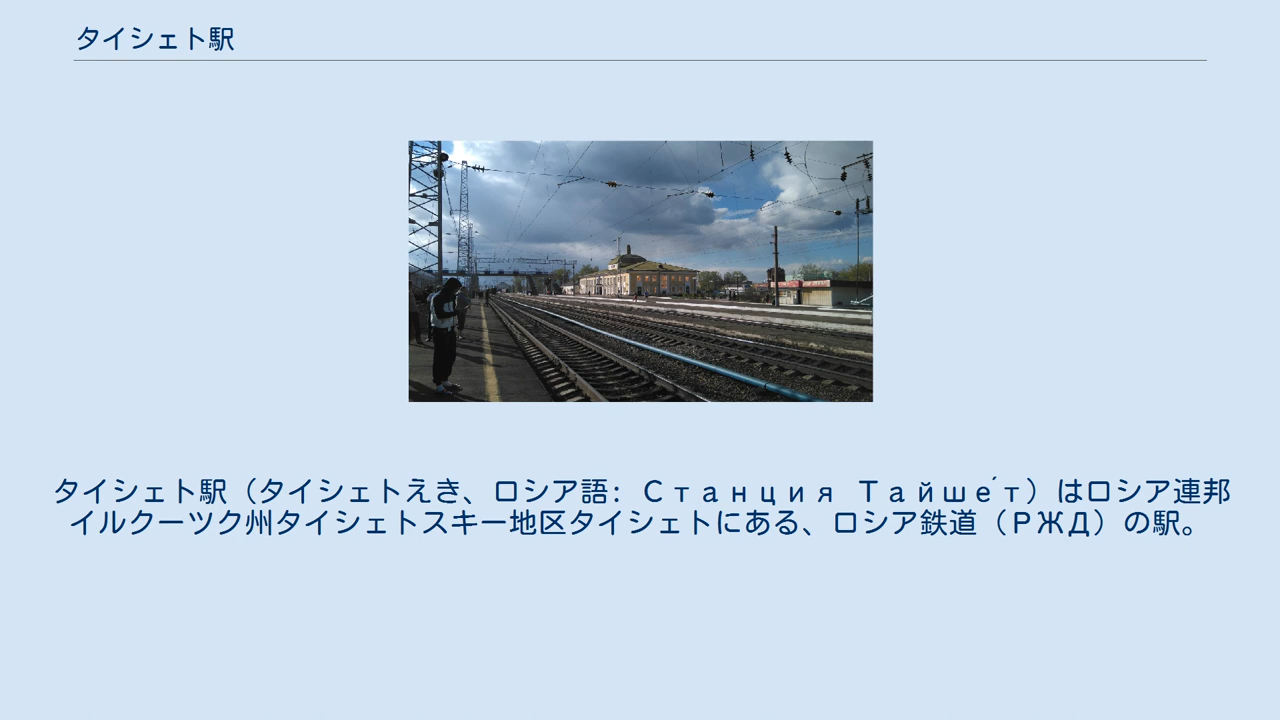 タイシェト駅
タイシェト駅（タイシェトえき、ロシア語：Станция Тайше́т）はロシア連邦
イルクーツク州タイシェトスキー地区タイシェトにある、ロシア鉄道（РЖД）の駅。